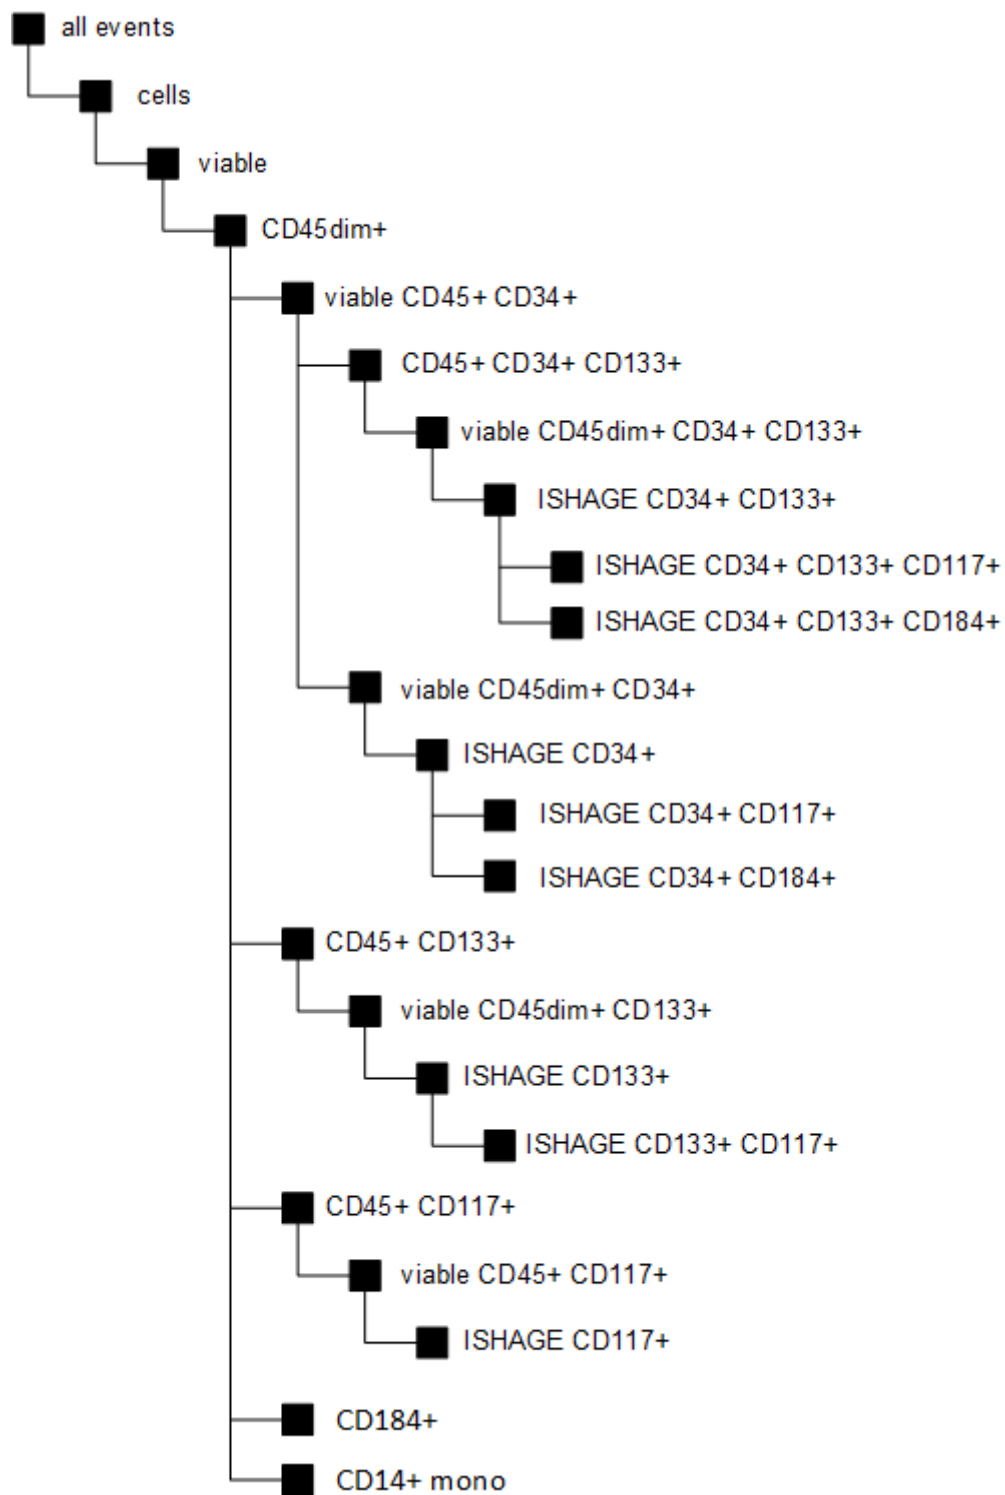 all events
cells
viable
CD45dim+
viable CD45+ CD34+
CD45+ CD34+ CD133+
viable CD45dim+ CD34+ CD133+
ISHAGE CD34+ CD133+
ISHAGE CD34+ CD133+ CD117+
ISHAGE CD34+ CD133+ CD184+
viable CD45dim+ CD34+
ISHAGE CD34+
ISHAGE CD34+ CD117+
ISHAGE CD34+ CD184+
CD45+ CD133+
viable CD45dim+ CD133+
ISHAGE CD133+
ISHAGE CD133+ CD117+
CD45+ CD117+
viable CD45+ CD117+
ISHAGE CD117+
CD184+
CD14+ mono